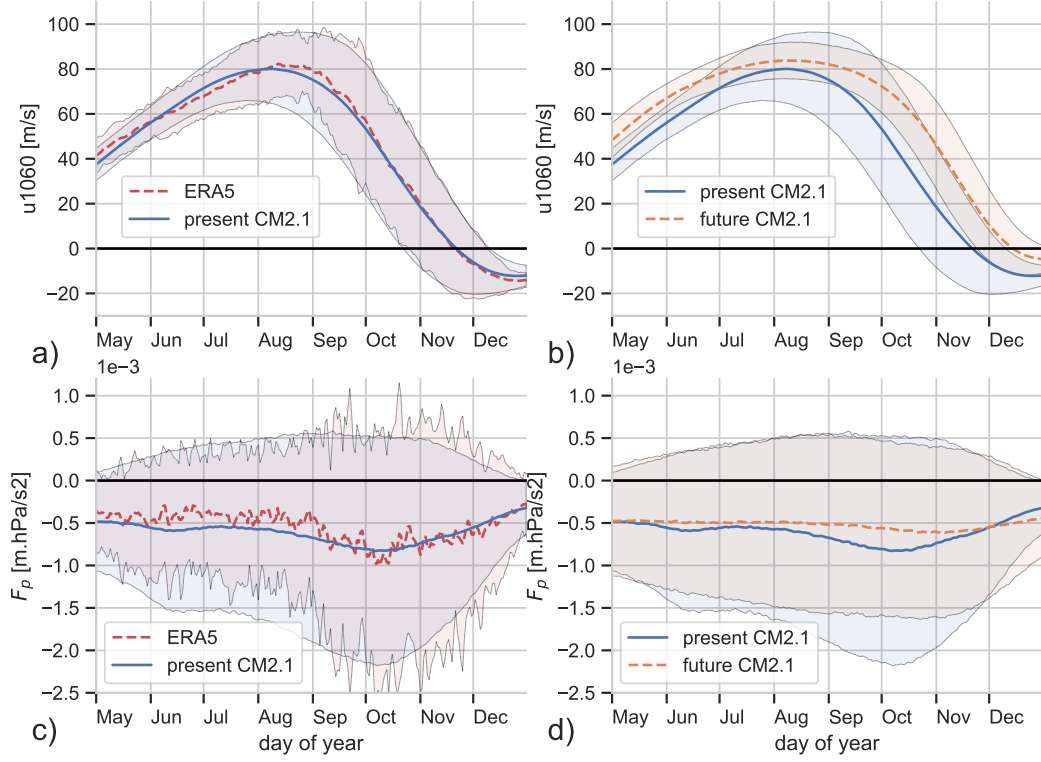 100
80
60
40
20
0
−20
u1060 [m/s]
ERA5
present CM2.1
May Jun Jul Aug Sep Oct Nov Dec
a)
100
80
60
40
20
0
−20
u1060 [m/s]
present CM2.1
future CM2.1
May Jun Jul Aug Sep Oct Nov Dec
b)
1e−3
1.0
0.5
0.0
−0.5
−1.0
−1.5
−2.0
−2.5
F_p [m.hPa/s2]
ERA5
present CM2.1
May Jun Jul Aug Sep Oct Nov Dec
c)
day of year
1e−3
1.0
0.5
0.0
−0.5
−1.0
−1.5
−2.0
−2.5
F_p [m.hPa/s2]
present CM2.1
future CM2.1
May Jun Jul Aug Sep Oct Nov Dec
d)
day of year